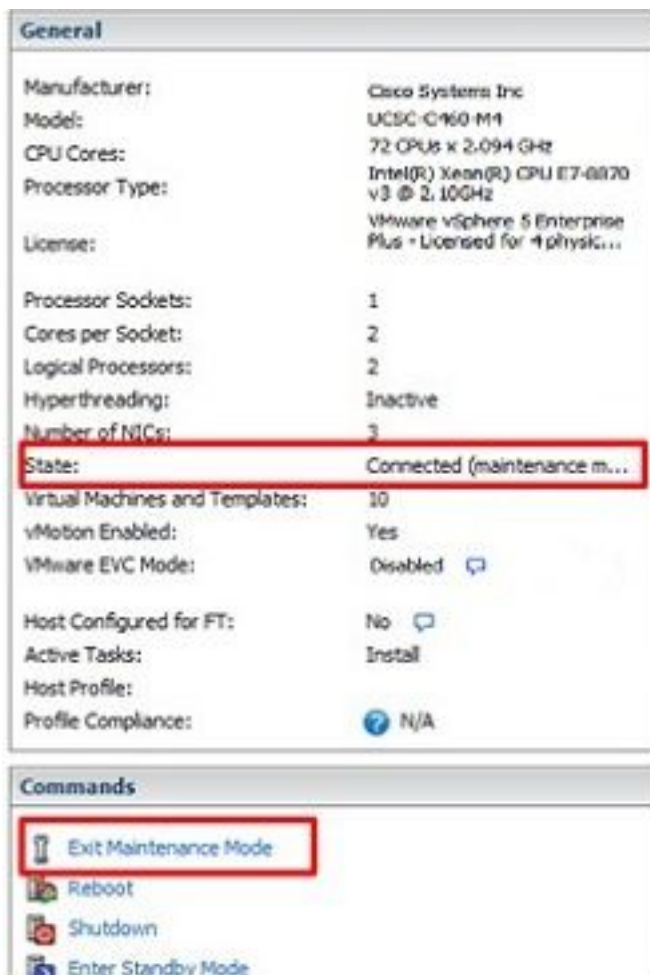 General
Manufacturer: Cisco Systems Inc
Model: UCSC-C460-M4
CPU Cores: 72 CPUs x 2.094 GHz
Processor Type: Intel(R) Xeon(R) CPU E7-8870
v3 @ 2.10GHz
License: VMware vSphere 5 Enterprise
Plus - Licensed for 4 physic...
Processor Sockets: 1
Cores per Socket: 2
Logical Processors: 2
Hyperthreading: Inactive
Number of NICs: 3
State: Connected (maintenance m...
Virtual Machines and Templates: 10
vMotion Enabled: Yes
VMware EVC Mode: Disabled
Host Configured for FT: No
Active Tasks: Install
Host Profile:
Profile Compliance: N/A
Commands
Exit Maintenance Mode
Reboot
Shutdown
Enter Standby Mode